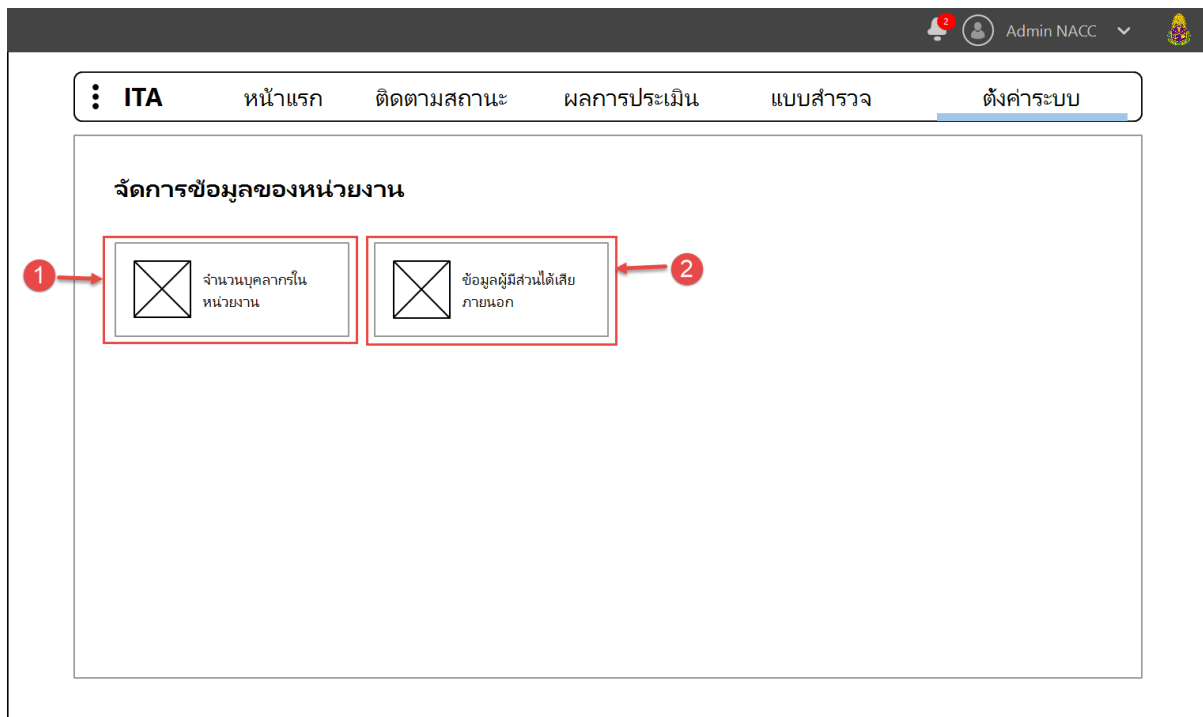 2 Admin NACC
ITA หน้าแรก ติดตามสถานะ ผลการประเมิน แบบสำรวจ ตั้งค่าระบบ
จัดการข้อมูลของหน่วยงาน
1
จำนวนบุคลากรใน
หน่วยงาน
ข้อมูลผู้มีส่วนได้เสีย
ภายนอก
2